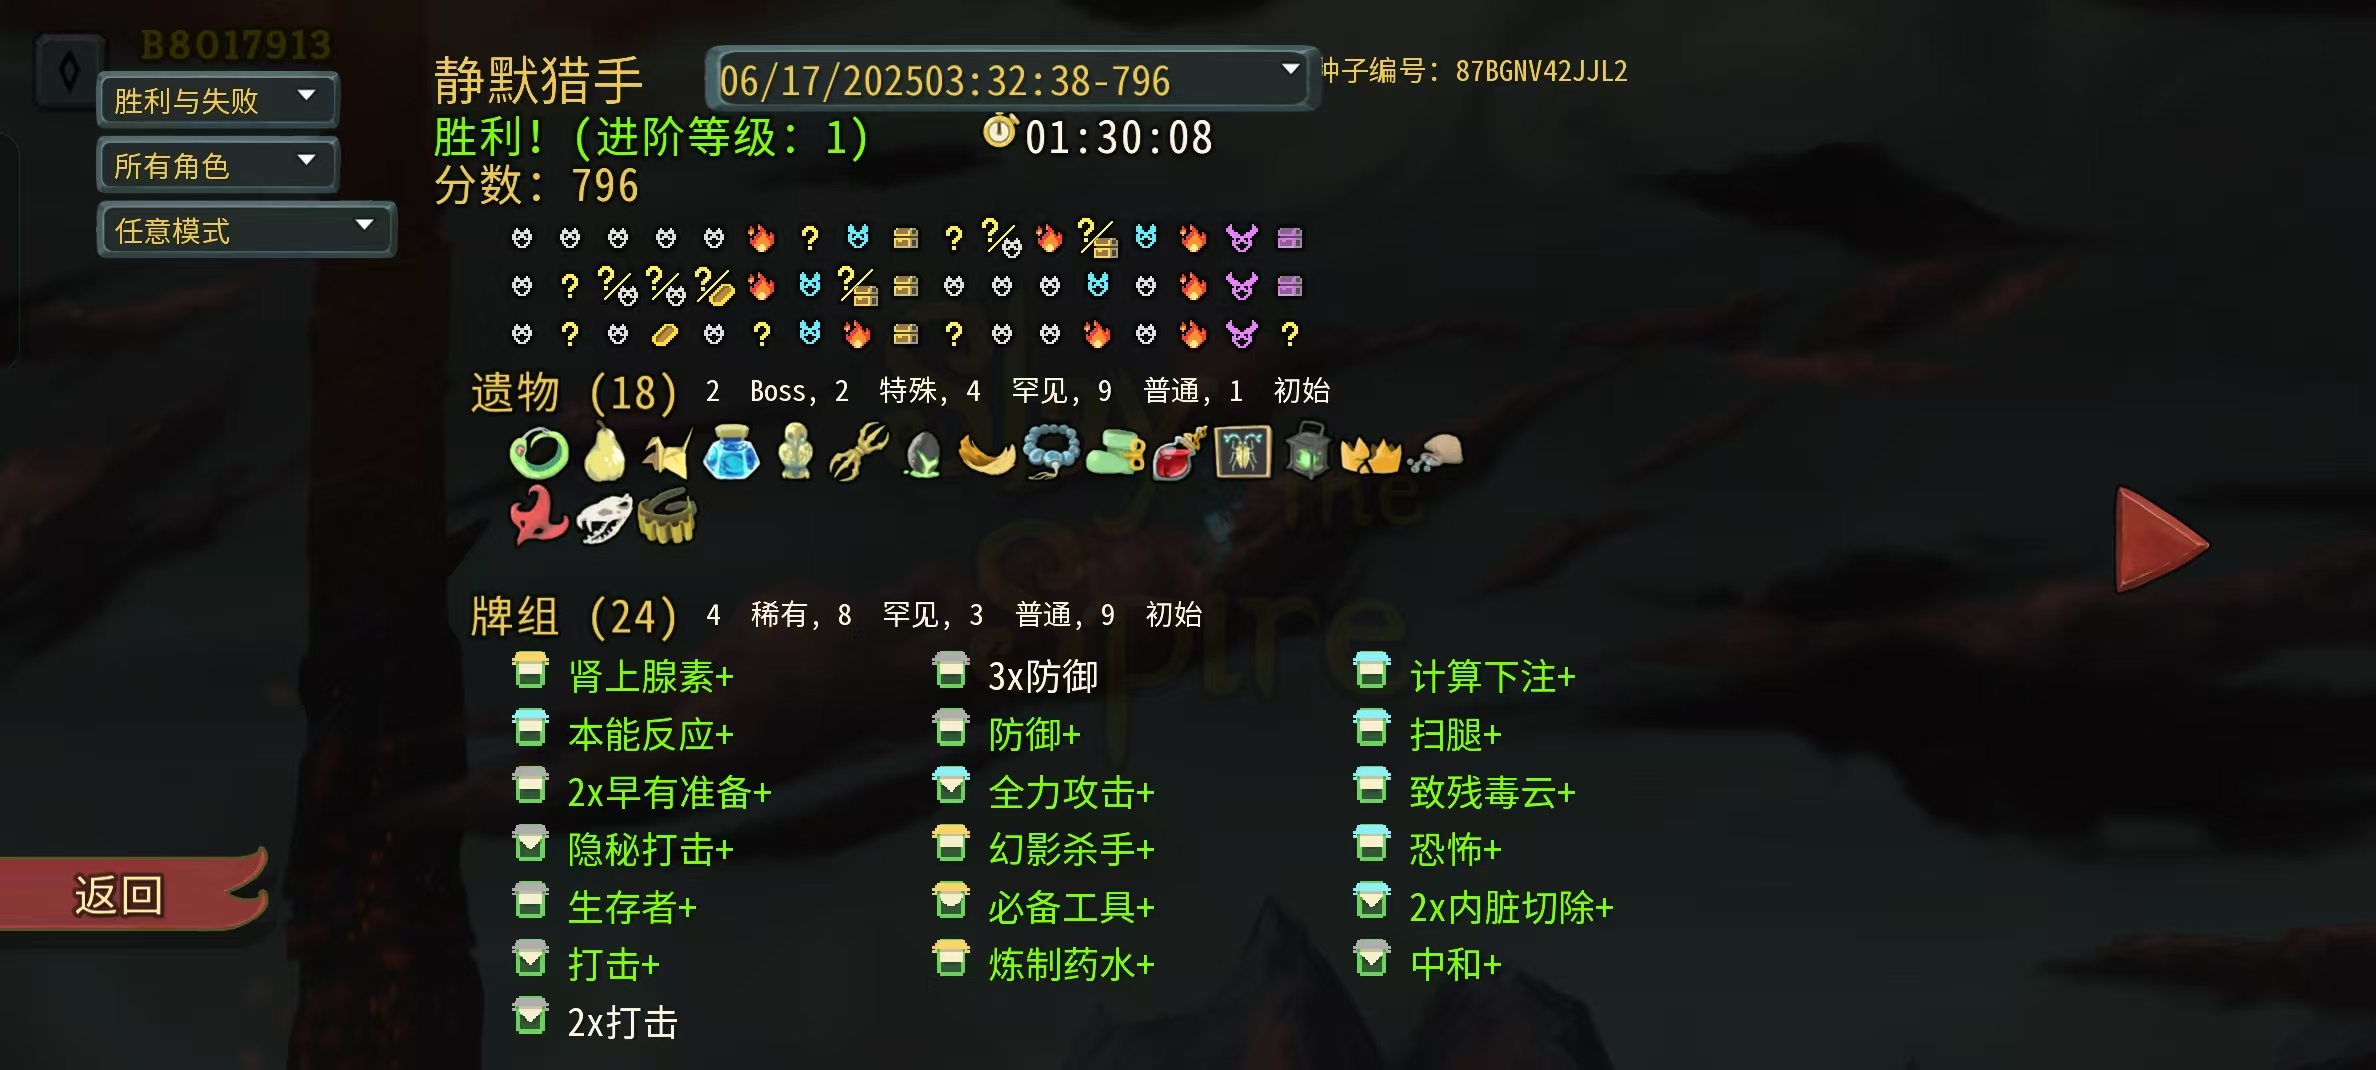 B8017913
胜利与失败
所有角色
任意模式
静默猎手
06/17/202503:32:38-796
种子编号: 87BGNV42JJL2
胜利! (进阶等级: 1)
01:30:08
分数: 796
遗物 (18) 2 Boss, 2 特殊, 4 罕见, 9 普通, 1 初始
牌组 (24) 4 稀有, 8 罕见, 3 普通, 9 初始
肾上腺素+ 3x防御 计算下注+
本能反应+ 防御+ 扫腿+
2x早有准备+ 全力攻击+ 致残毒云+
隐秘打击+ 幻影杀手+ 恐怖+
生存者+ 必备工具+ 2x内脏切除+
打击+ 炼制药水+ 中和+
2x打击
返回
Slay
the
Spire